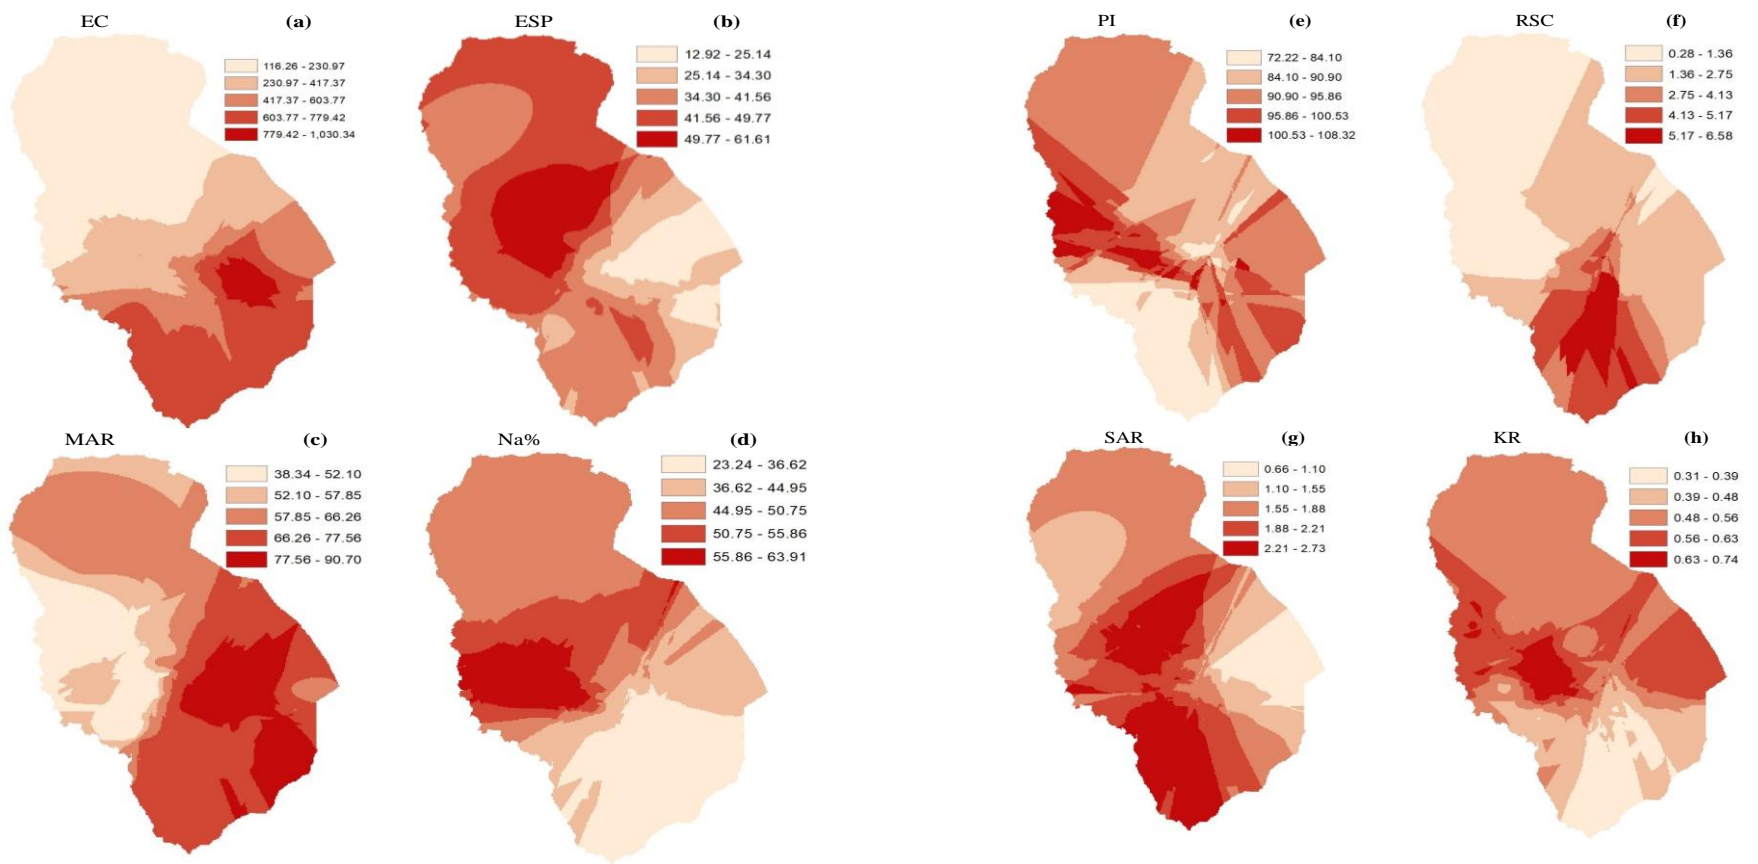 EC (a)
116.26 - 230.97
230.97 - 417.37
417.37 - 603.77
603.77 - 779.42
779.42 - 1,030.34
ESP (b)
12.92 - 25.14
25.14 - 34.30
34.30 - 41.56
41.56 - 49.77
49.77 - 61.61
PI (e)
72.22 - 84.10
84.10 - 90.90
90.90 - 95.86
95.86 - 100.53
100.53 - 108.32
RSC (f)
0.28 - 1.36
1.36 - 2.75
2.75 - 4.13
4.13 - 5.17
5.17 - 6.58
MAR (c)
38.34 - 52.10
52.10 - 57.85
57.85 - 66.26
66.26 - 77.56
77.56 - 90.70
Na% (d)
23.24 - 36.62
36.62 - 44.95
44.95 - 50.75
50.75 - 55.86
55.86 - 63.91
SAR (g)
0.66 - 1.10
1.10 - 1.55
1.55 - 1.88
1.88 - 2.21
2.21 - 2.73
KR (h)
0.31 - 0.39
0.39 - 0.48
0.48 - 0.56
0.56 - 0.63
0.63 - 0.74